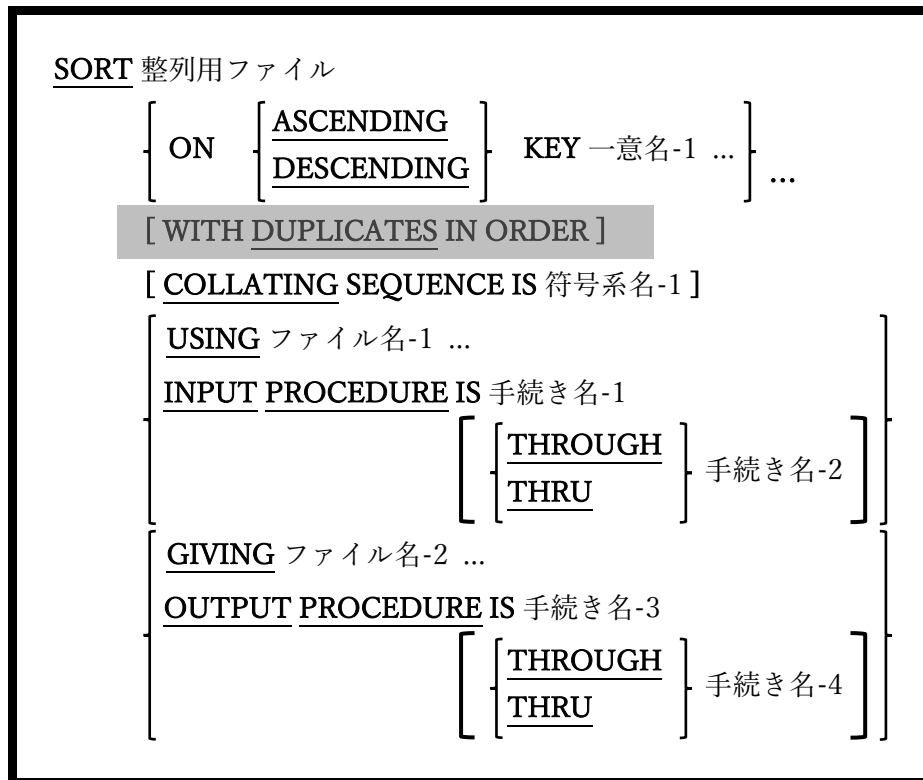 SORT 整列用ファイル
ON ASCENDING KEY 一意名-1 … …
DESCENDING
[ WITH DUPLICATES IN ORDER ]
[ COLLATING SEQUENCE IS 符号系名-1 ]
USING ファイル名-1 …
INPUT PROCEDURE IS 手続き名-1
THROUGH
THRU
手続き名-2
GIVING ファイル名-2 …
OUTPUT PROCEDURE IS 手続き名-3
THROUGH
THRU
手続き名-4